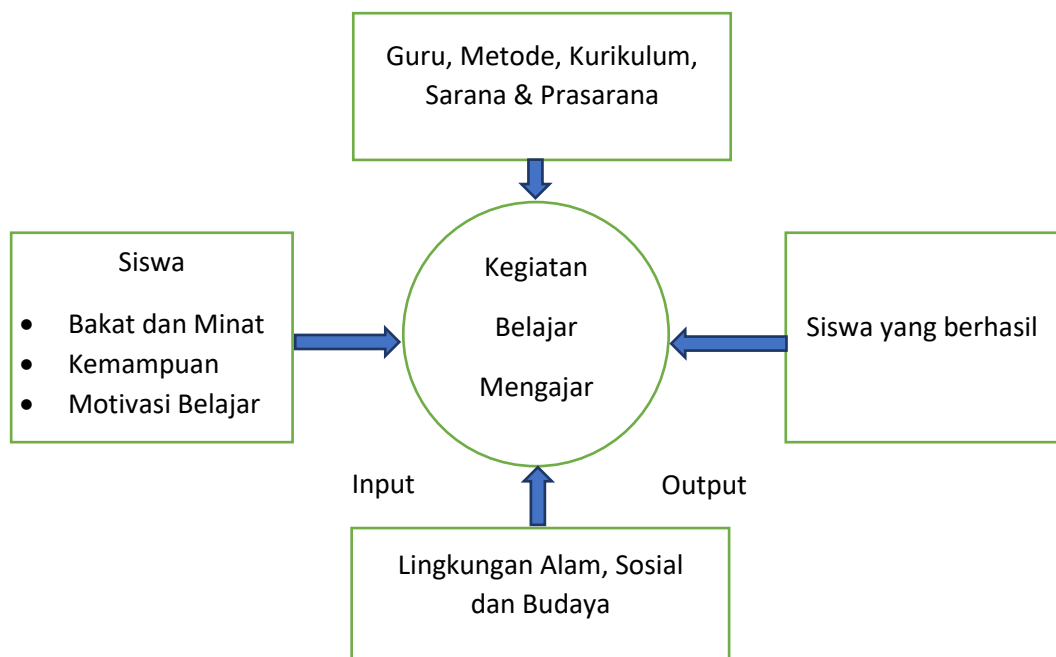 Guru, Metode, Kurikulum,
Sarana & Prasarana
Siswa
• Bakat dan Minat
• Kemampuan
• Motivasi Belajar
Kegiatan
Belajar
Mengajar
Siswa yang berhasil
Input
Output
Lingkungan Alam, Sosial
dan Budaya